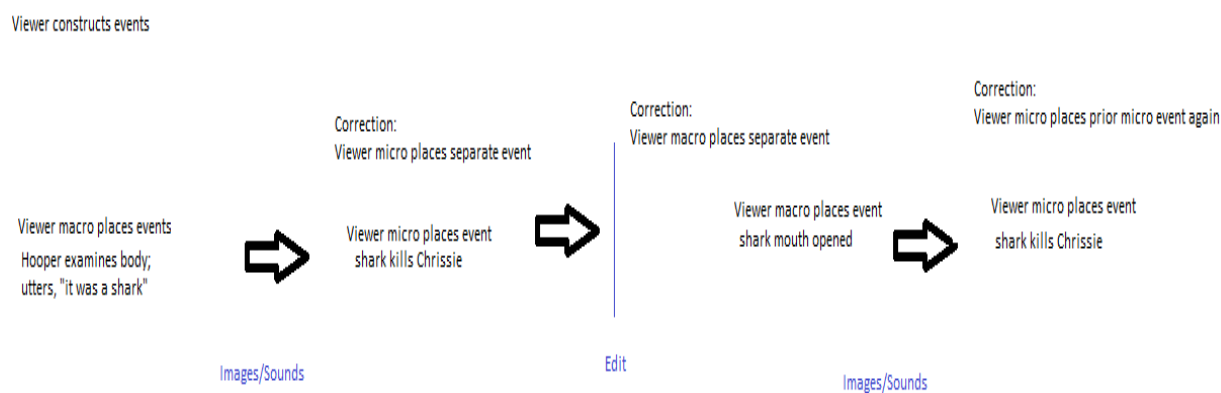 Viewer constructs events
Correction:
Viewer micro places separate event
Correction:
Viewer macro places separate event
Correction:
Viewer micro places prior micro event again
Viewer macro places events
Hooper examines body;
utters, "it was a shark"
Viewer micro places event
shark kills Chrissie
Viewer macro places event
shark mouth opened
Viewer micro places event
shark kills Chrissie
Images/Sounds
Edit
Images/Sounds